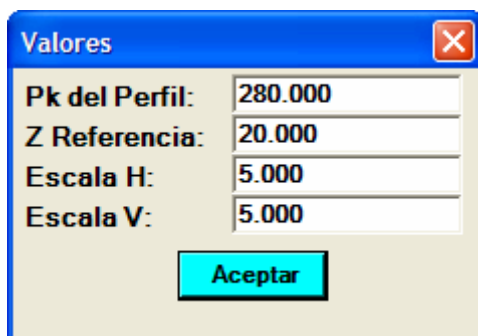 Valores
Pk del Perfil: 280.000
Z Referencia: 20.000
Escala H: 5.000
Escala V: 5.000
Aceptar